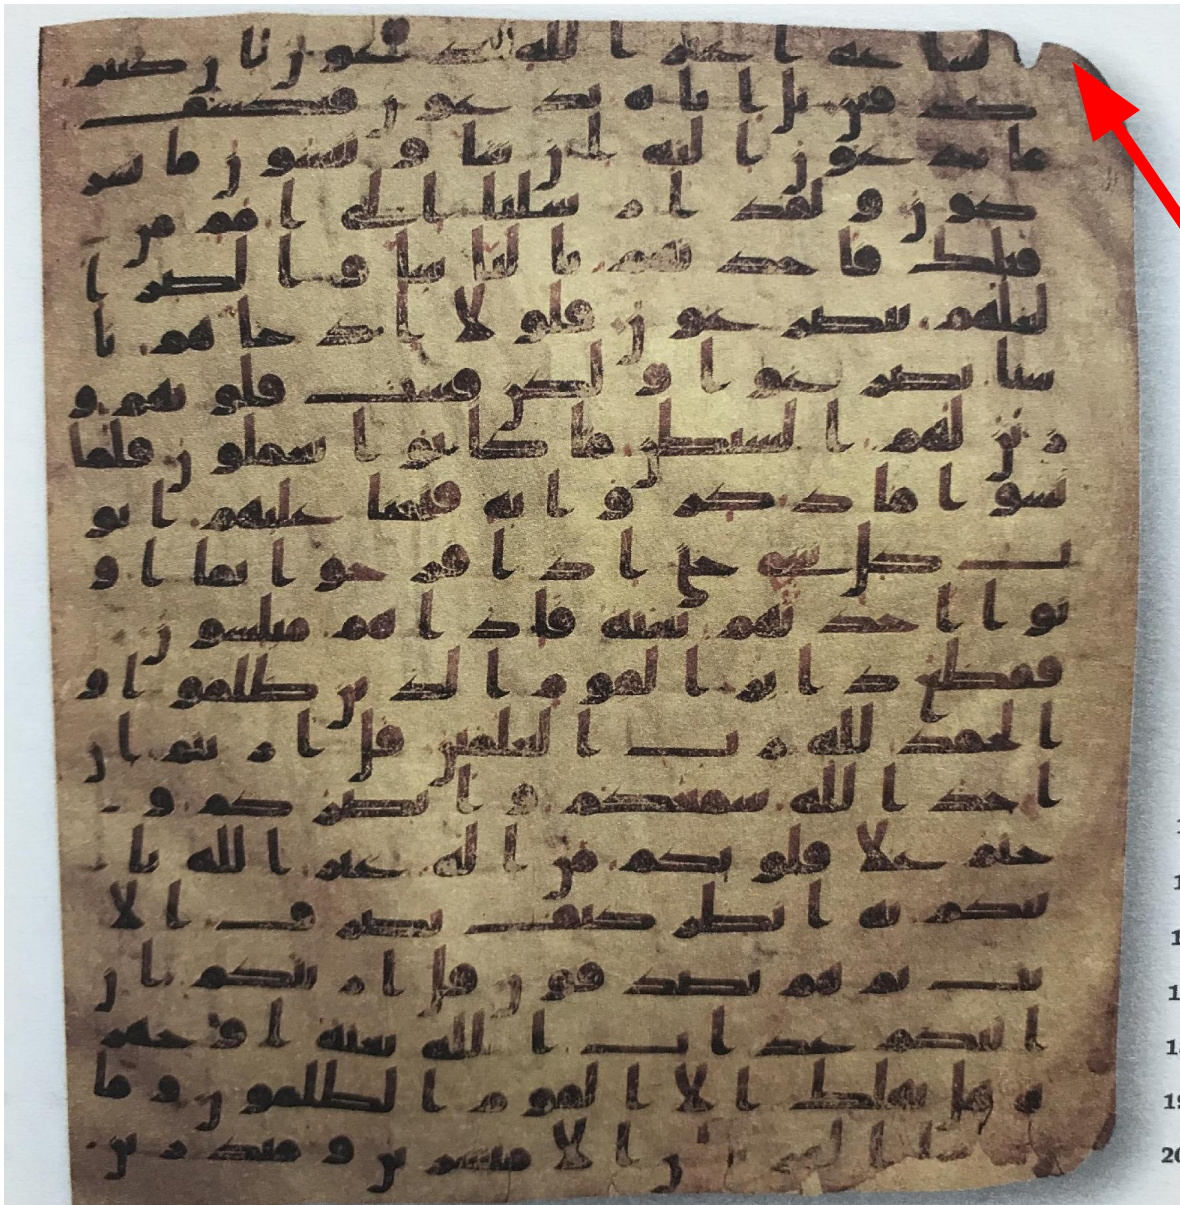 الساعه اغير الله تدعون ان كنتم
صدقين بل اياه تدعون فيكشف
ما تدعون اليه ان شا وتنسون ما تشر
كون ولقد ارسلنا الى امم من
قبلك فاخذنهم بالباسا والضرا
لعلهم يتضرعون فلولا اذ جاهم با
سنا تضرعوا ولكن قست قلوبهم و
زين لهم الشيطن ما كانوا يعملون فلما
نسوا ما ذكروا به فتحنا عليهم ابو
ب كل شى حتى اذا فرحوا بما او
توا اخذنهم بغته فاذا هم مبلسون
فقطع دابر القوم الذين ظلموا و
الحمد لله رب العلمين قل اريتم ان
اخذ الله سمعكم وابصركم و
ختم على قلوبكم من اله غير الله يا
تيكم به انظر كيف نصرف الا
يت ثم هم يصدفون قل اريتكم ان
اتيكم عذاب الله بغته او جهره
هل يهلك الا القوم الظلمون وما
نرسل المرسلين الا مبشرين ومنذرين
20